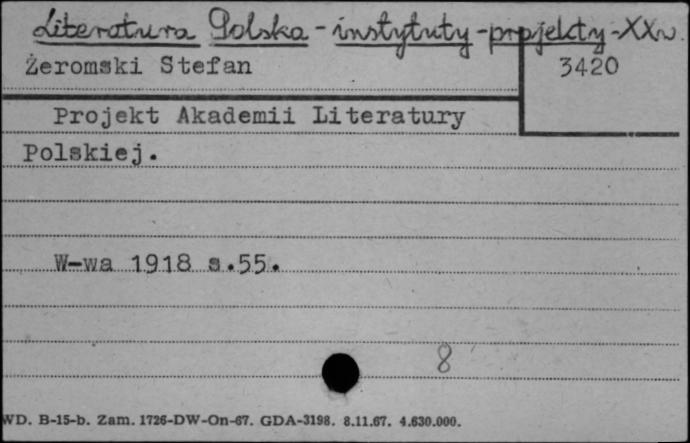 Literatura Polska - instytuty - projekty - XXw.
Żeromski Stefan
3420
Projekt Akademii Literatury
Polskiej.
W-wa 1918 s.55.
8
WD. B-15-b. Zam. 1726-DW-On-67. GDA-3198. 8.11.67. 4.630.000.